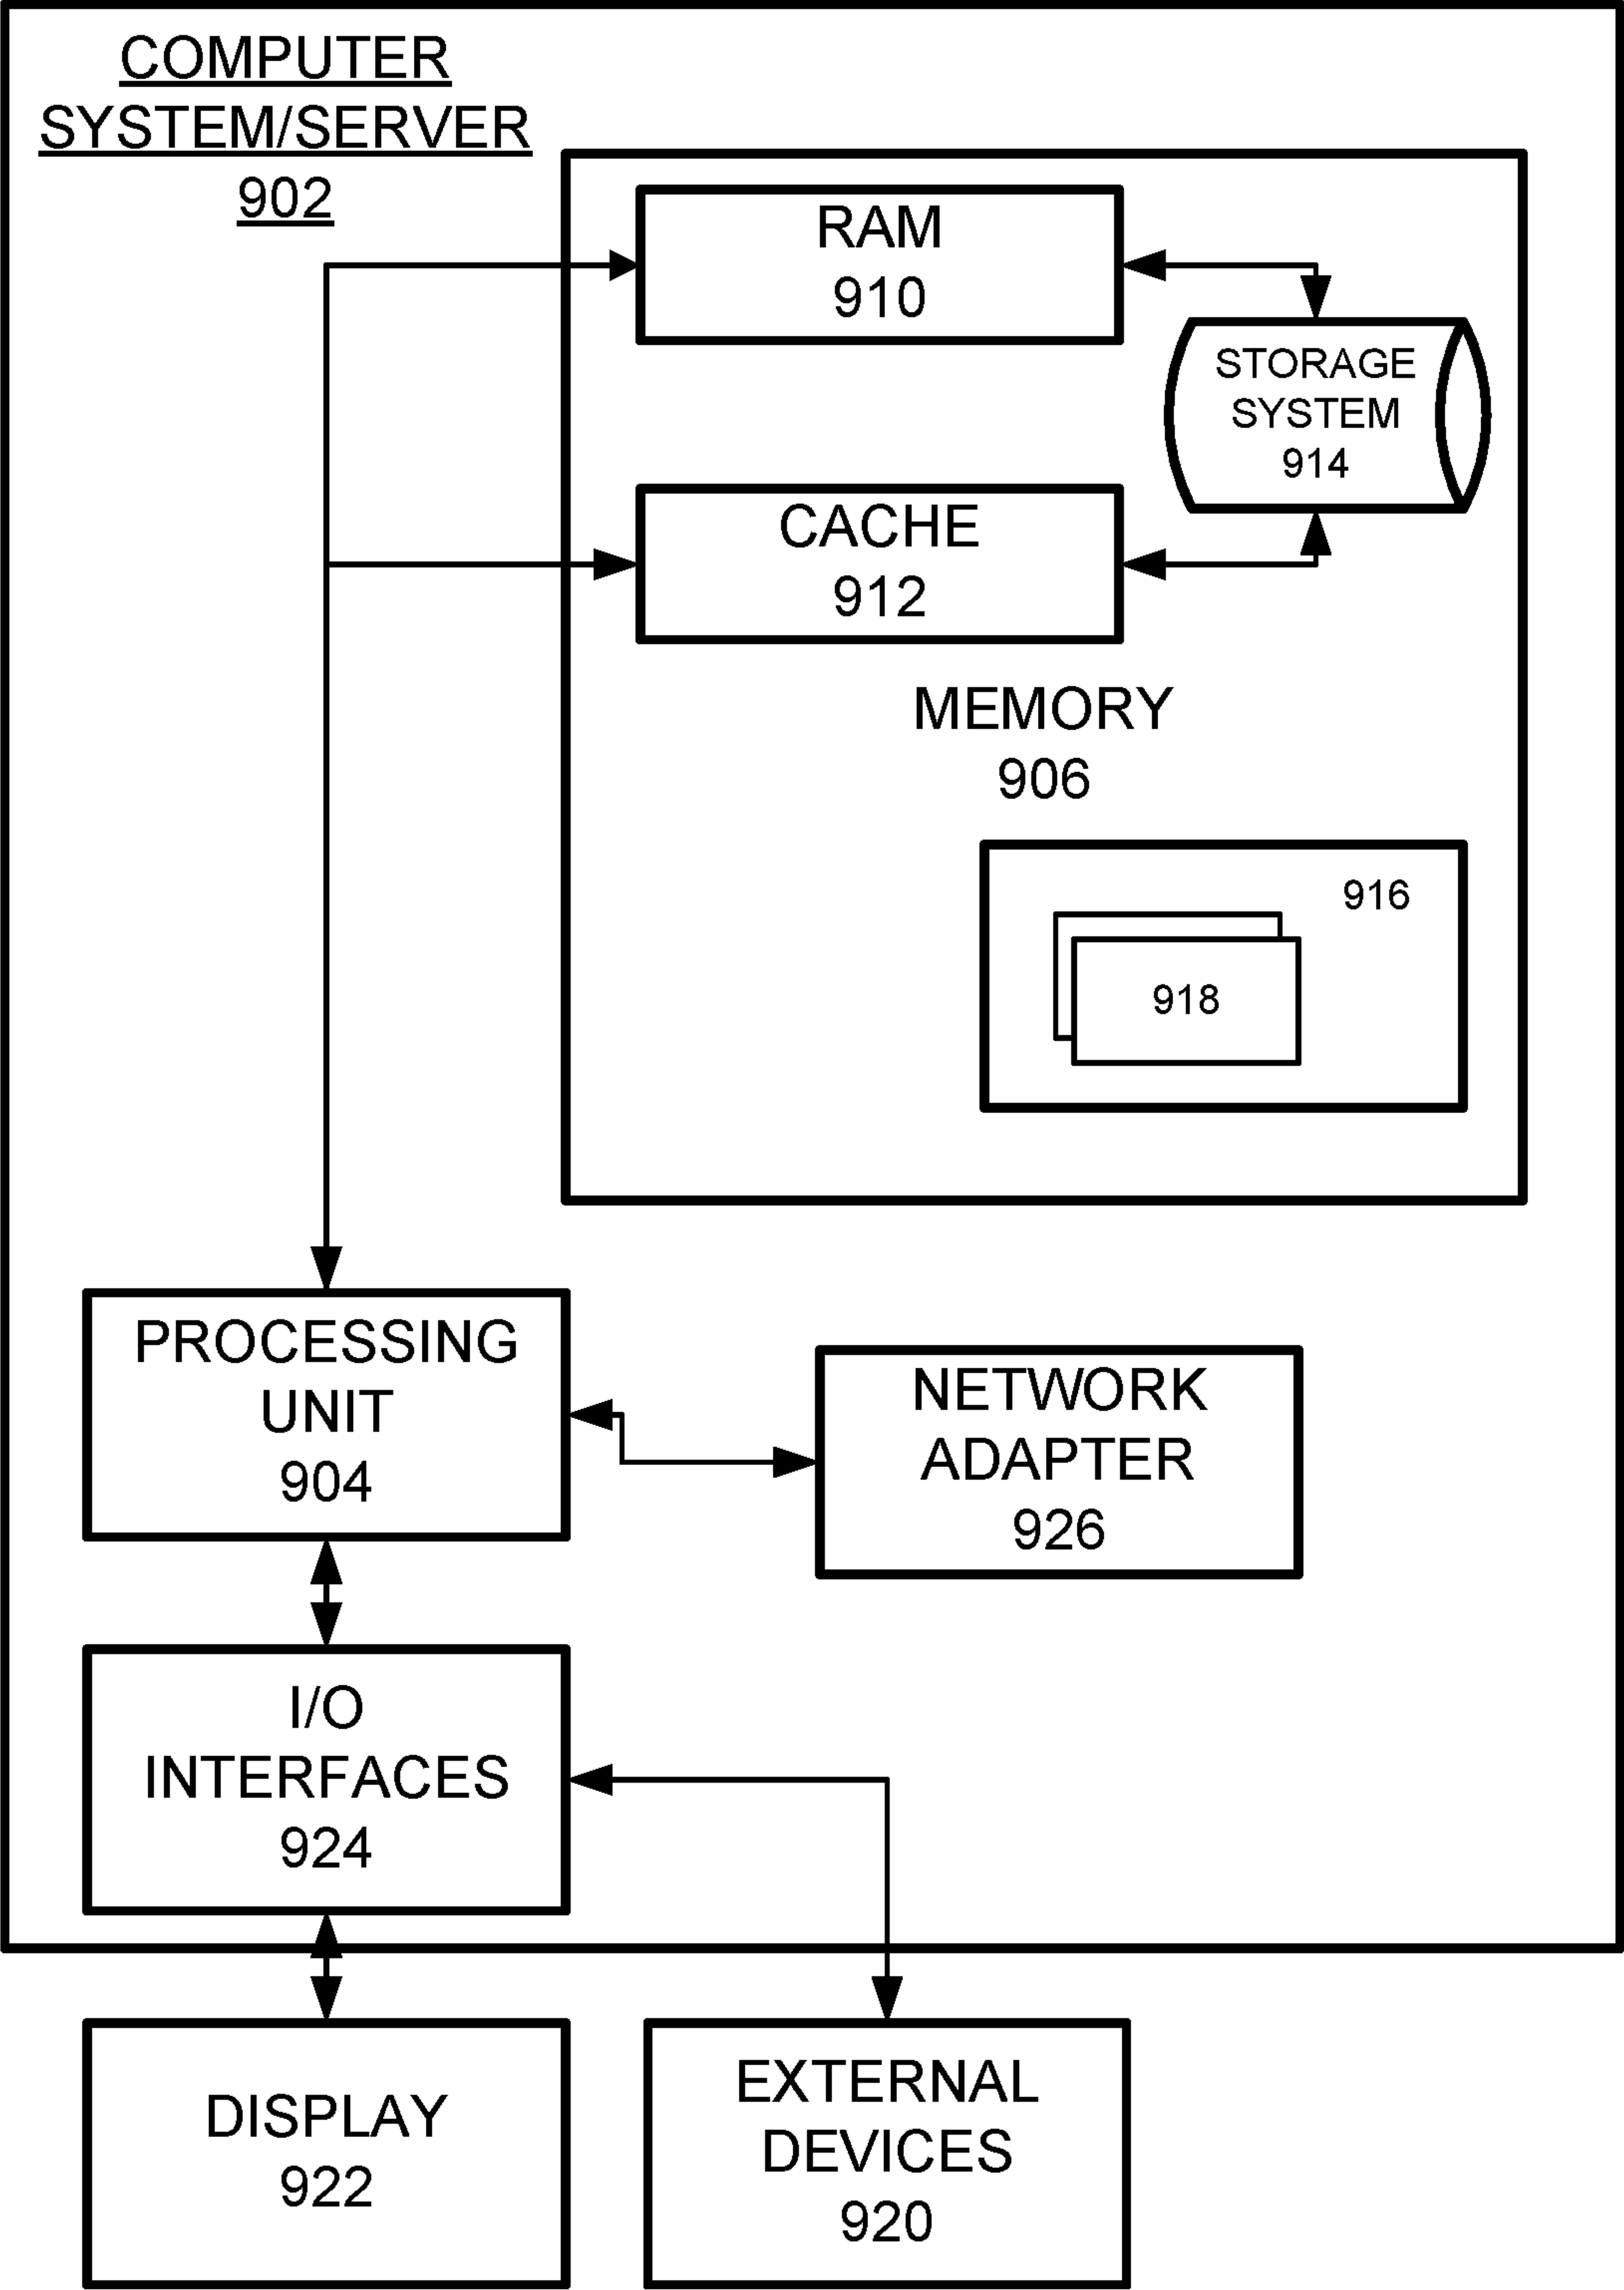 COMPUTER
SYSTEM/SERVER
902
RAM
910
STORAGE
SYSTEM
914
CACHE
912
MEMORY
906
916
918
PROCESSING
UNIT
904
NETWORK
ADAPTER
926
I/O
INTERFACES
924
DISPLAY
922
EXTERNAL
DEVICES
920